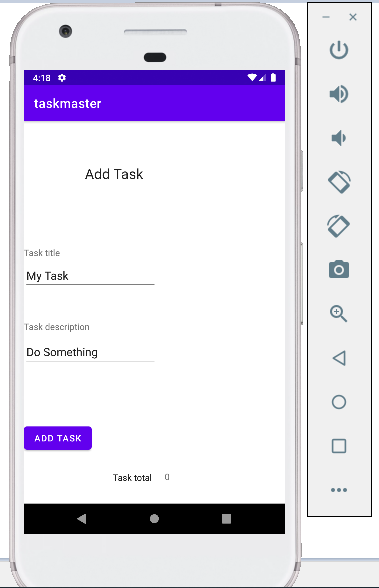 4:18
taskmaster
Add Task
Task title
My Task
Task description
Do Something
ADD TASK
Task total 0